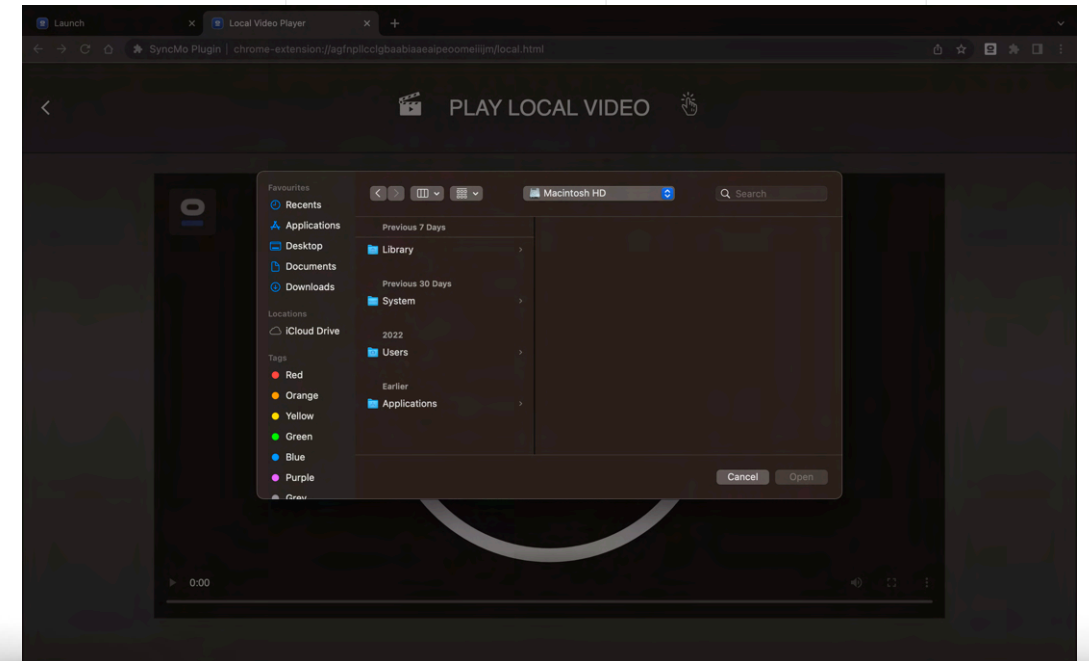 Launch
Local Video Player
SyncMo Plugin | chrome-extension://agfnpllcclgbaabiaaeaipeoomeiiijm/local.html
PLAY LOCAL VIDEO
Favourites
Recents
Applications
Desktop
Documents
Downloads
Locations
iCloud Drive
Tags
Red
Orange
Yellow
Green
Blue
Purple
Grey
Macintosh HD
Search
Previous 7 Days
Library
Previous 30 Days
System
2022
Users
Earlier
Applications
Cancel
Open
0:00